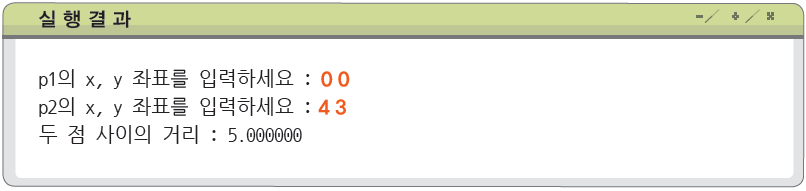 실행결과
p1의 x, y 좌표를 입력하세요 : 0 0
p2의 x, y 좌표를 입력하세요 : 4 3
두 점 사이의 거리 : 5.000000